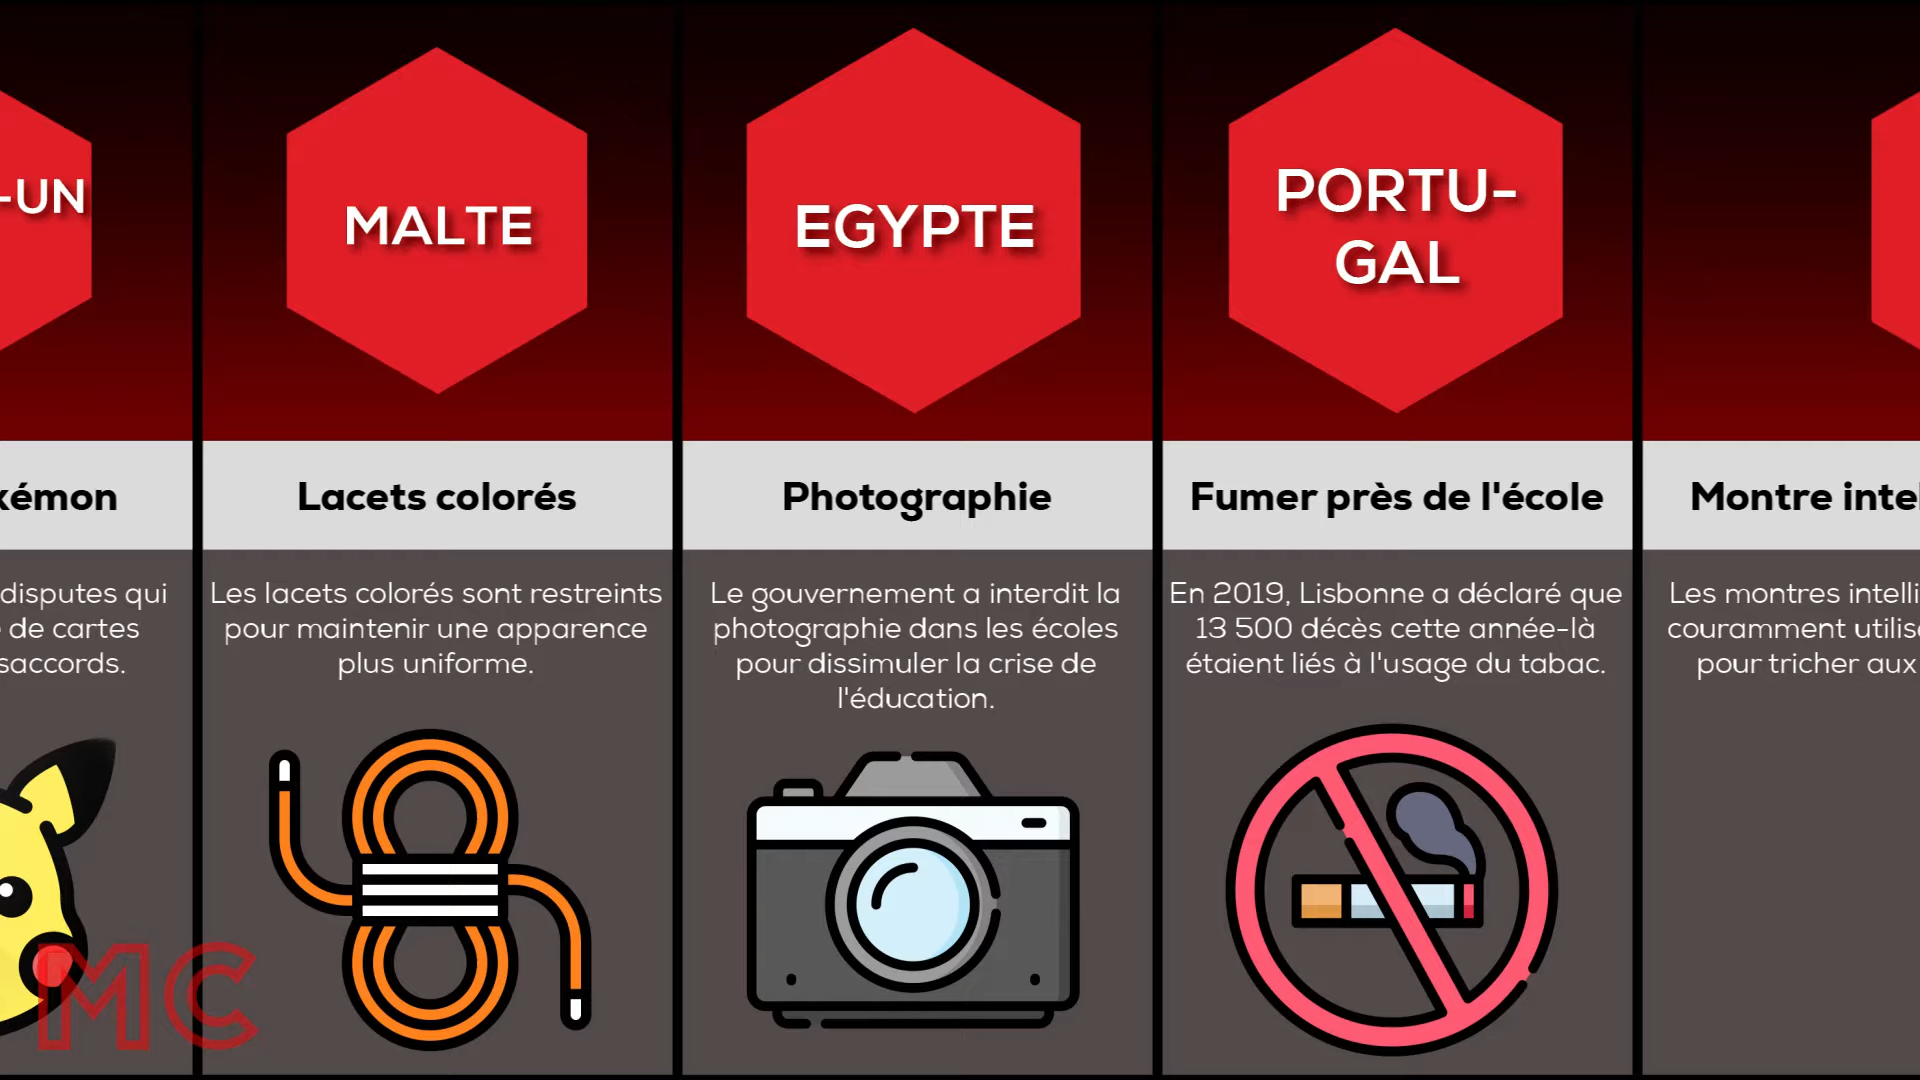 -UN
kémon
disputes qui
de cartes
saccords.
MALTE
Lacets colorés
Les lacets colorés sont restreints
pour maintenir une apparence
plus uniforme.
EGYPTE
Photographie
Le gouvernement a interdit la
photographie dans les écoles
pour dissimuler la crise de
l'éducation.
PORTU-
GAL
Fumer près de l'école
En 2019, Lisbonne a déclaré que
13 500 décès cette année-là
étaient liés à l'usage du tabac.
Montre intel
Les montres intelli
couramment utilis
pour tricher aux
MC